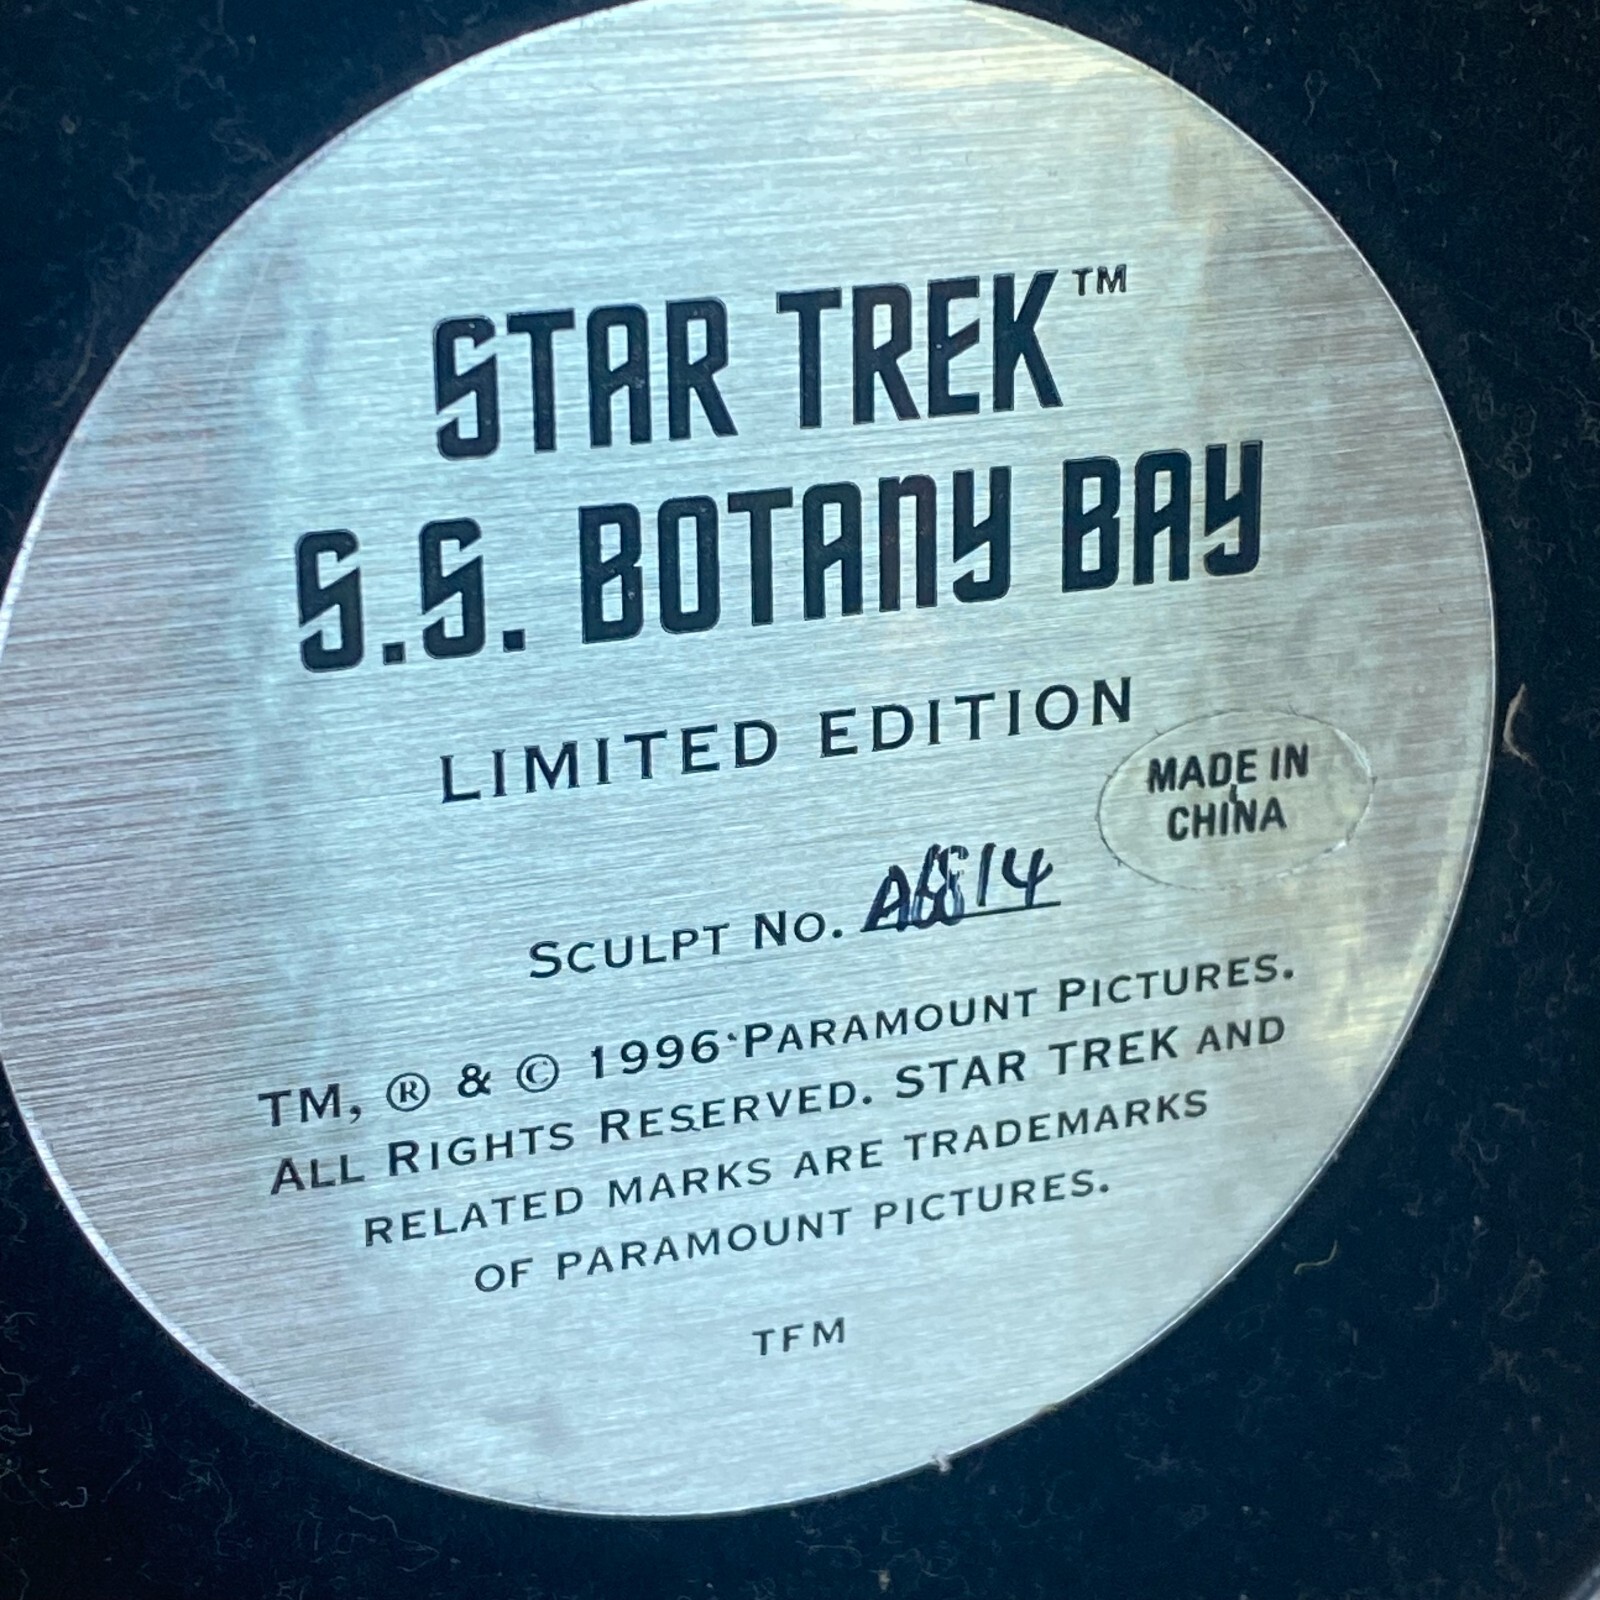 STAR TREK™
S.S. BOTANY BAY
LIMITED EDITION
MADE IN
CHINA
SCULPT NO.
TM, ® & © 1996 PARAMOUNT PICTURES.
ALL RIGHTS RESERVED. STAR TREK AND
RELATED MARKS ARE TRADEMARKS
OF PARAMOUNT PICTURES.
TFM